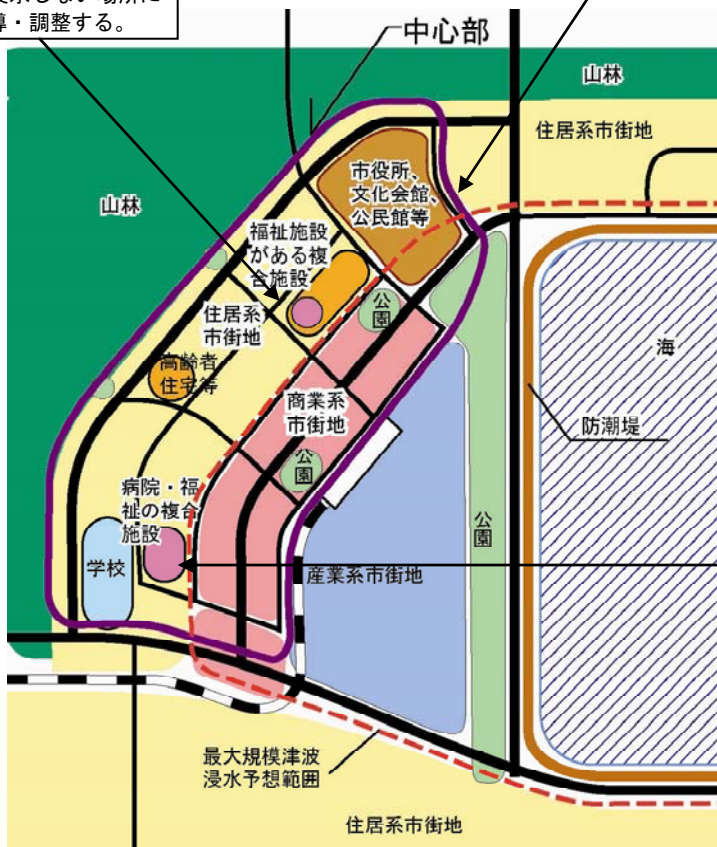 導・調整する。
中心部
山林
住居系市街地
市役所、
文化会館、
公民館等
山林
福祉施設
がある複
合施設
公園
住居系
市街地
海
高齢者
住宅等
商業系
市街地
防潮堤
公園
病院・福
祉の複合
施設
公園
学校
産業系市街地
最大規模津波
浸水予想範囲
住居系市街地